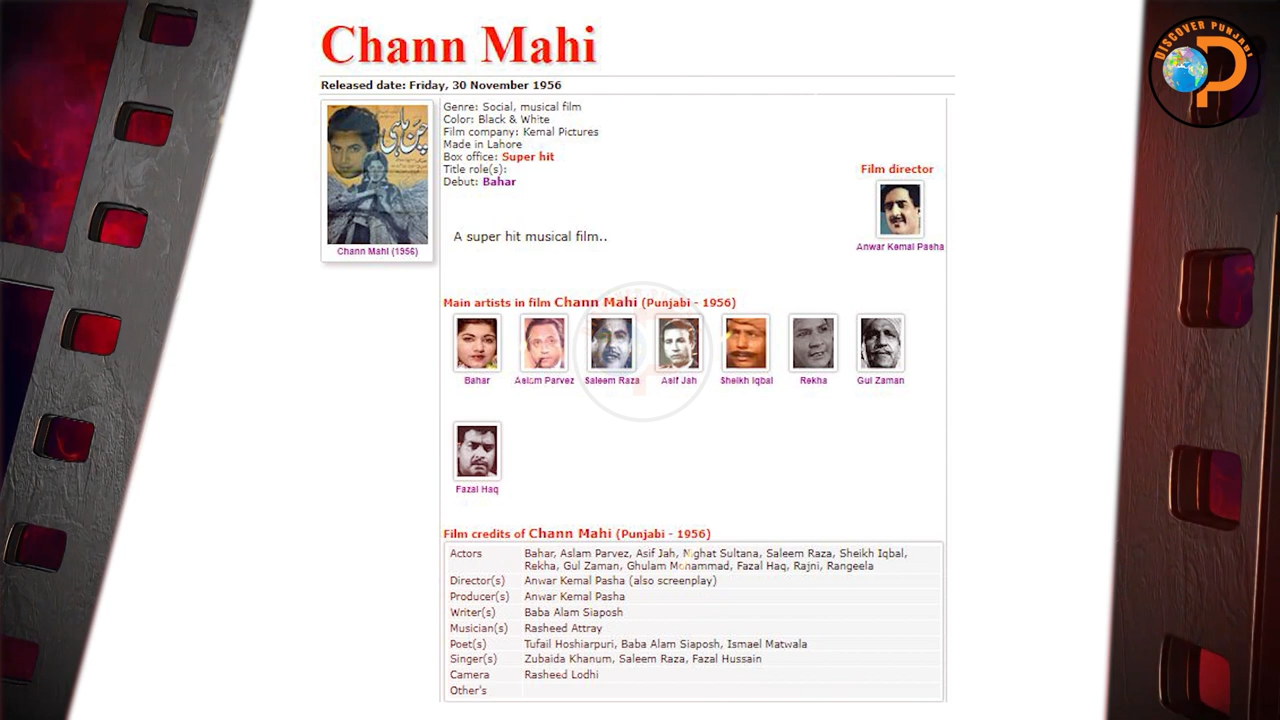 Chann Mahi
DISCOVER PUNJABI
Released date: Friday, 30 November 1956
Genre: Social, musical film
Color: Black & White
Film company: Kemal Pictures
Made in Lahore
Box office: Super hit
Title role(s):
Debut: Bahar
چن ماہی
Film director
A super hit musical film..
Chann Mahi (1956)
Anwar Kemal Pasha
Main artists in film Chann Mahi (Punjabi - 1956)
Bahar Aslam Parvez Saleem Raza Asif Jah Sheikh Iqbal Rekha Gul Zaman
Fazal Haq
Film credits of Chann Mahi (Punjabi - 1956)
Actors Bahar, Aslam Parvez, Asif Jah, Nighat Sultana, Saleem Raza, Sheikh Iqbal,
Rekha, Gul Zaman, Ghulam Mohammad, Fazal Haq, Rajni, Rangeela
Director(s) Anwar Kemal Pasha (also screenplay)
Producer(s) Anwar Kemal Pasha
Writer(s) Baba Alam Siaposh
Musician(s) Rasheed Attray
Poet(s) Tufail Hoshiarpuri, Baba Alam Siaposh, Ismael Matwala
Singer(s) Zubaida Khanum, Saleem Raza, Fazal Hussain
Camera Rasheed Lodhi
Other's